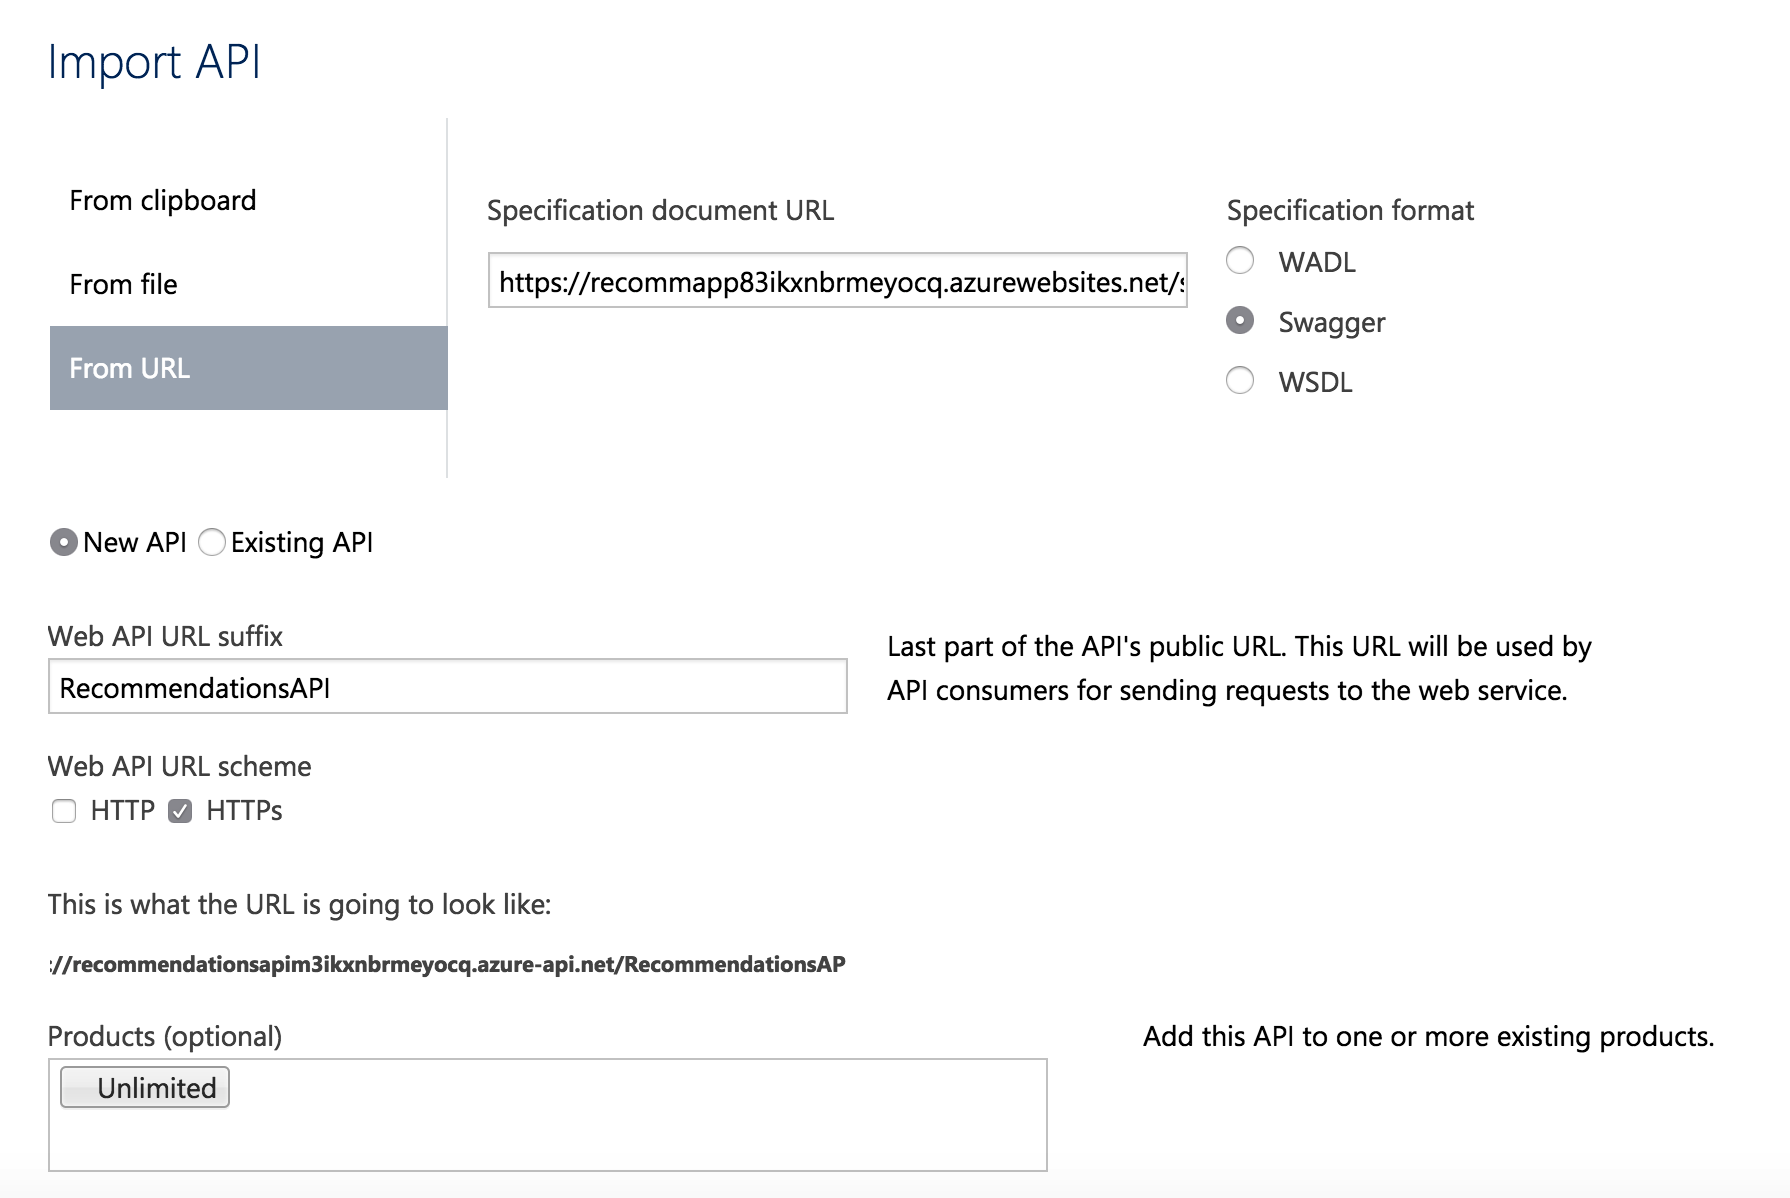 Import API
From clipboard
From file
From URL
Specification document URL
https://recommapp83ikxnbrmeyocq.azurewebsites.net/s
Specification format
WADL
Swagger
WSDL
New API Existing API
Web API URL suffix
RecommendationsAPI
Last part of the API's public URL. This URL will be used by
API consumers for sending requests to the web service.
Web API URL scheme
HTTP HTTPs
This is what the URL is going to look like:
://recommendationsapim3ikxnbrmeyocq.azure-api.net/RecommendationsAP
Products (optional)
Unlimited
Add this API to one or more existing products.